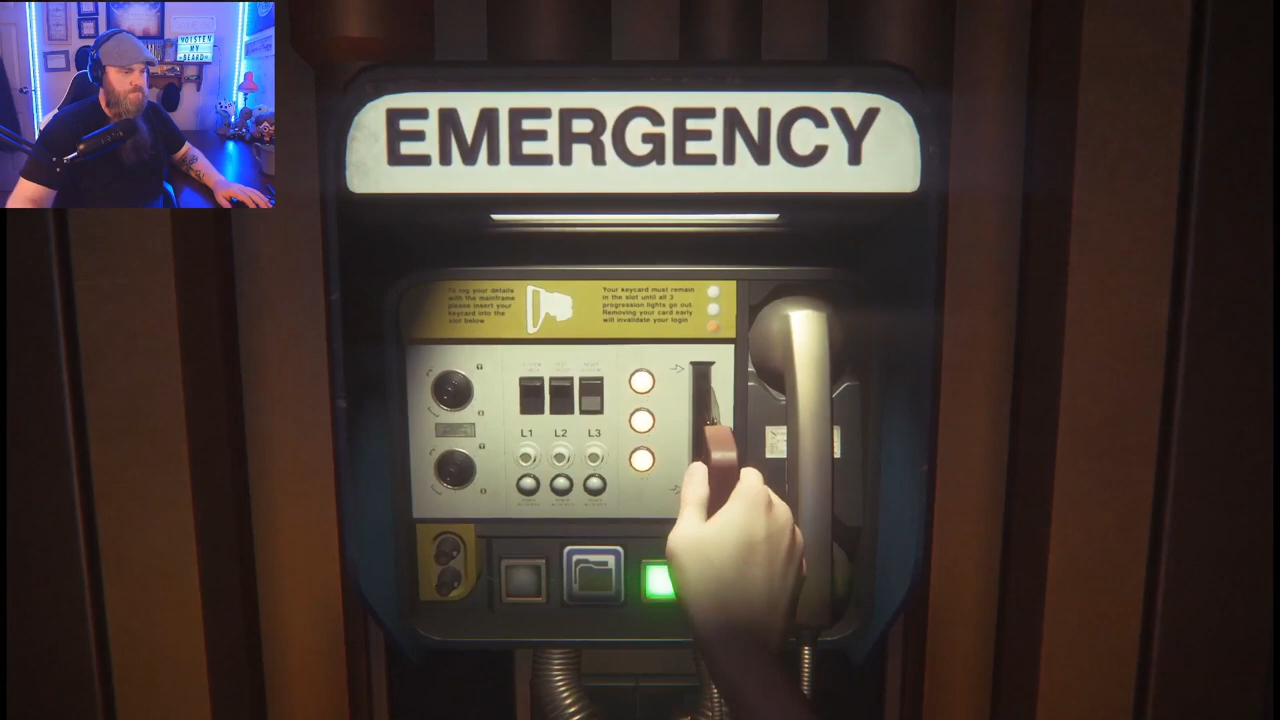 MOISTEN
MY
BEARD
EMERGENCY
To log your details
with the mainframe
please insert your
keycard into the
slot below
Your keycard must remain
in the slot until all 3
progression lights go out.
Removing your card early
will invalidate your login
L1 L2 L3